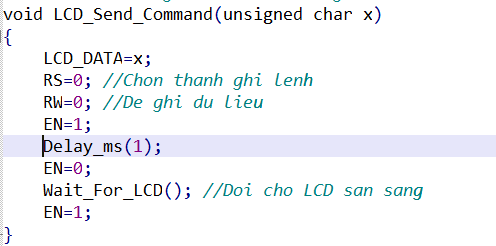 void LCD_Send_Command(unsigned char x)
{
LCD_DATA=x;
RS=0; //Chon thanh ghi lenh
RW=0; //De ghi du lieu
EN=1;
Delay_ms(1);
EN=0;
Wait_For_LCD(); //Doi cho LCD san sang
EN=1;
}